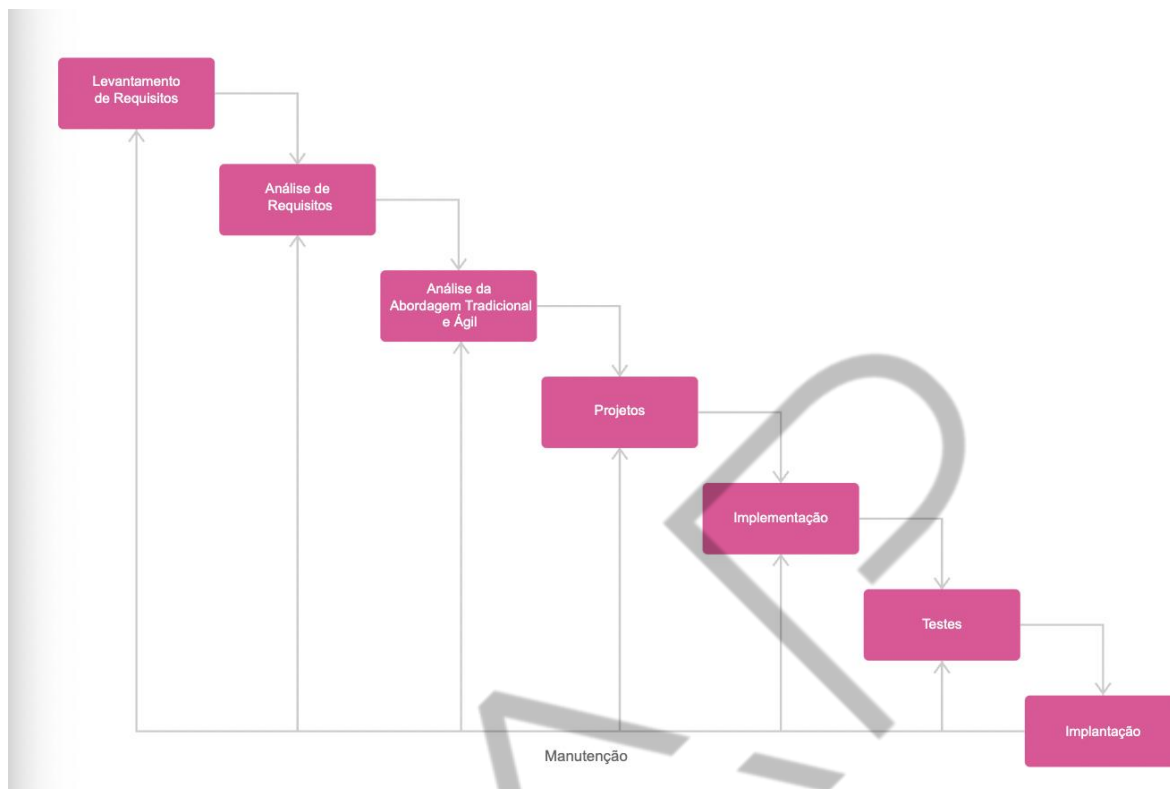 Levantamento
de Requisitos
Análise de
Requisitos
Análise da
Abordagem Tradicional
e Ágil
Projetos
Implementação
Testes
Implantação
Manutenção